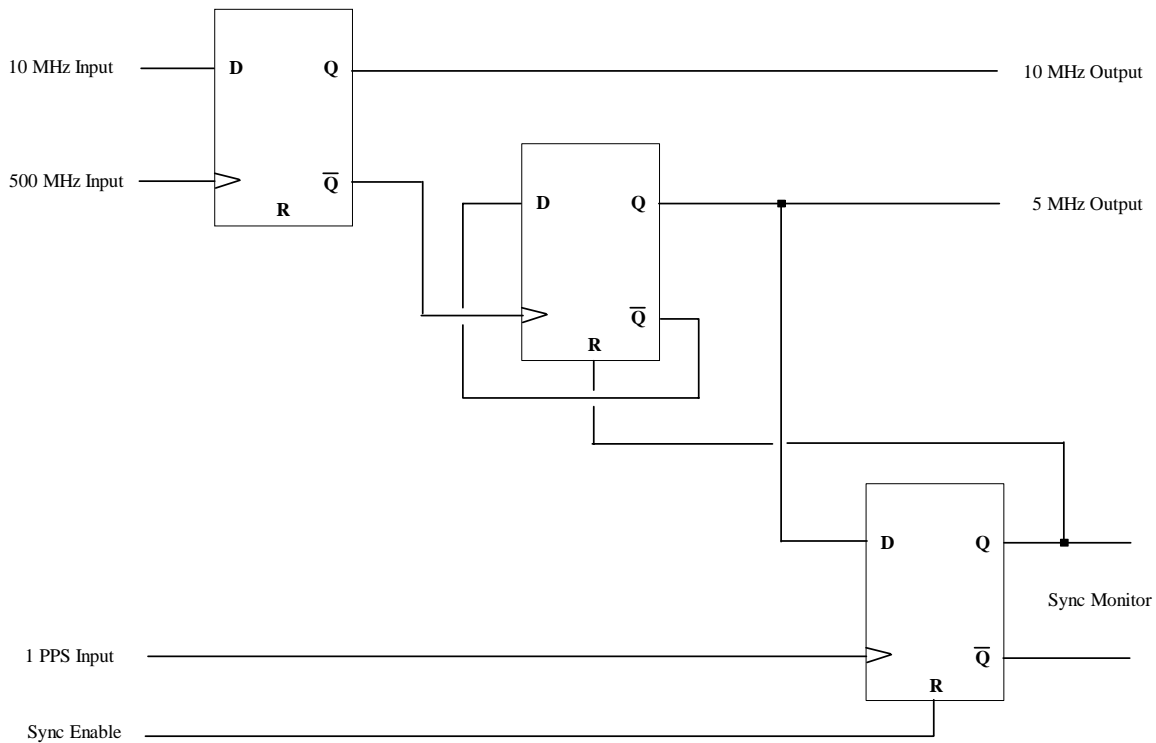 10 MHz Input
D
Q
10 MHz Output
500 MHz Input
Q̅
R
D
Q
5 MHz Output
Q̅
R
D
Q
Sync Monitor
1 PPS Input
Q̅
R
Sync Enable